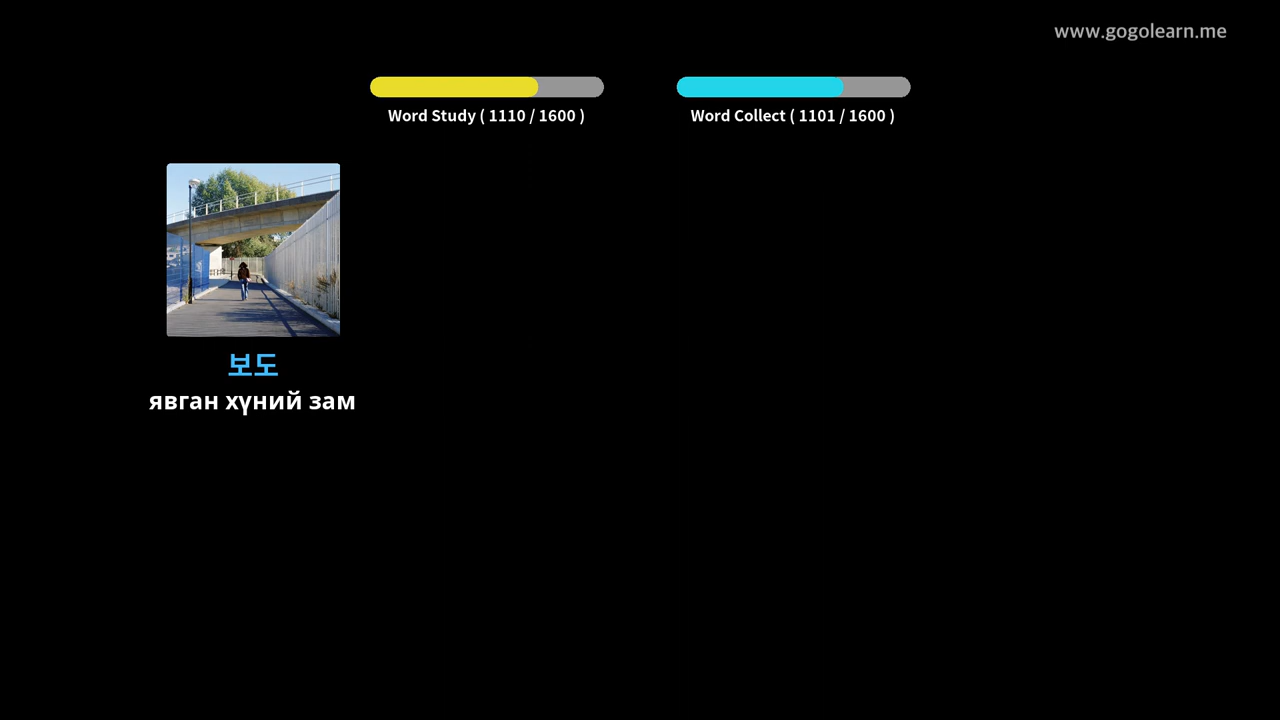 www.gogolearn.me
Word Study ( 1110 / 1600 )
Word Collect ( 1101 / 1600 )
보도
явган хүний зам